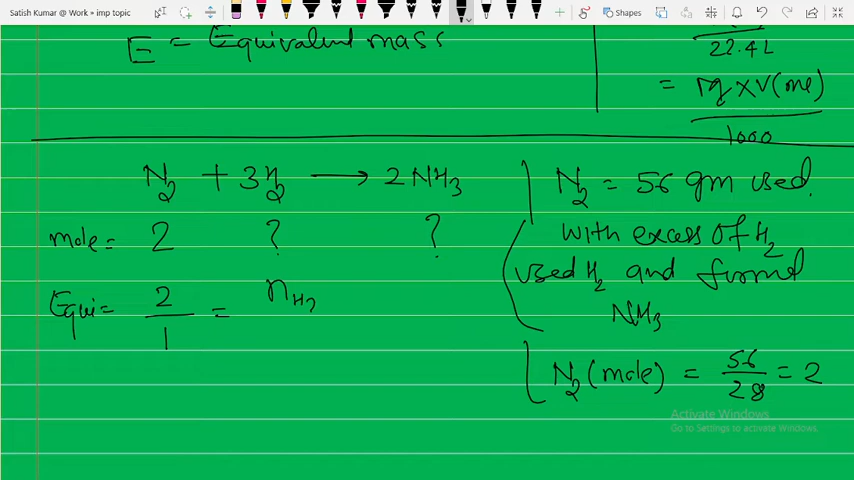 Satish Kumar @ Work » imp topic
Shapes
E = Equivalent mass
22.4L
= M × V(ml)
1000
N2 + 3H2 → 2NH3
mole = 2 ? ?
Equi = 2/1 = nH2
N2 = 56 gm used
with excess of H2
used H2 and formed
NH3
N2 (mole) = 56/28 = 2
Activate Windows
Go to Settings to activate Windows.